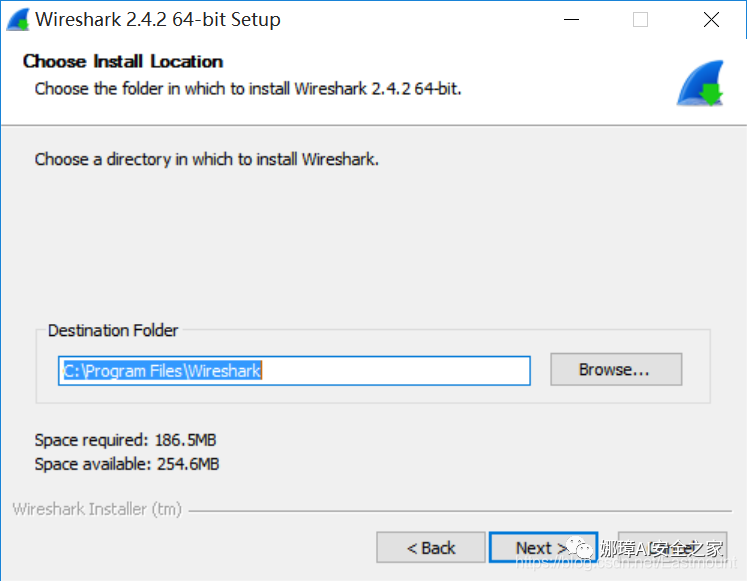 Wireshark 2.4.2 64-bit Setup
Choose Install Location
Choose the folder in which to install Wireshark 2.4.2 64-bit.
Choose a directory in which to install Wireshark.
Destination Folder
C:\Program Files\Wireshark
Browse...
Space required: 186.5MB
Space available: 254.6MB
Wireshark Installer (tm)
< Back
Next >
娜璋AI安全之家
https://blog.csdn.net/Eastmount